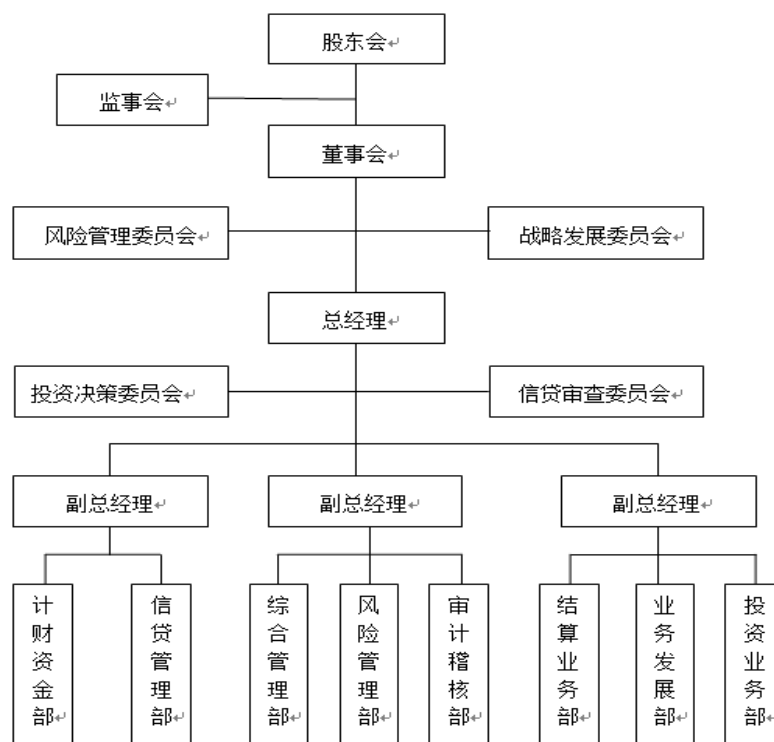 股东会
监事会
董事会
风险管理委员会
战略发展委员会
总经理
投资决策委员会
信贷审查委员会
副总经理
副总经理
副总经理
计财资金部
信贷管理部
综合管理部
风险管理部
审计稽核部
结算业务部
业务发展部
投资业务部